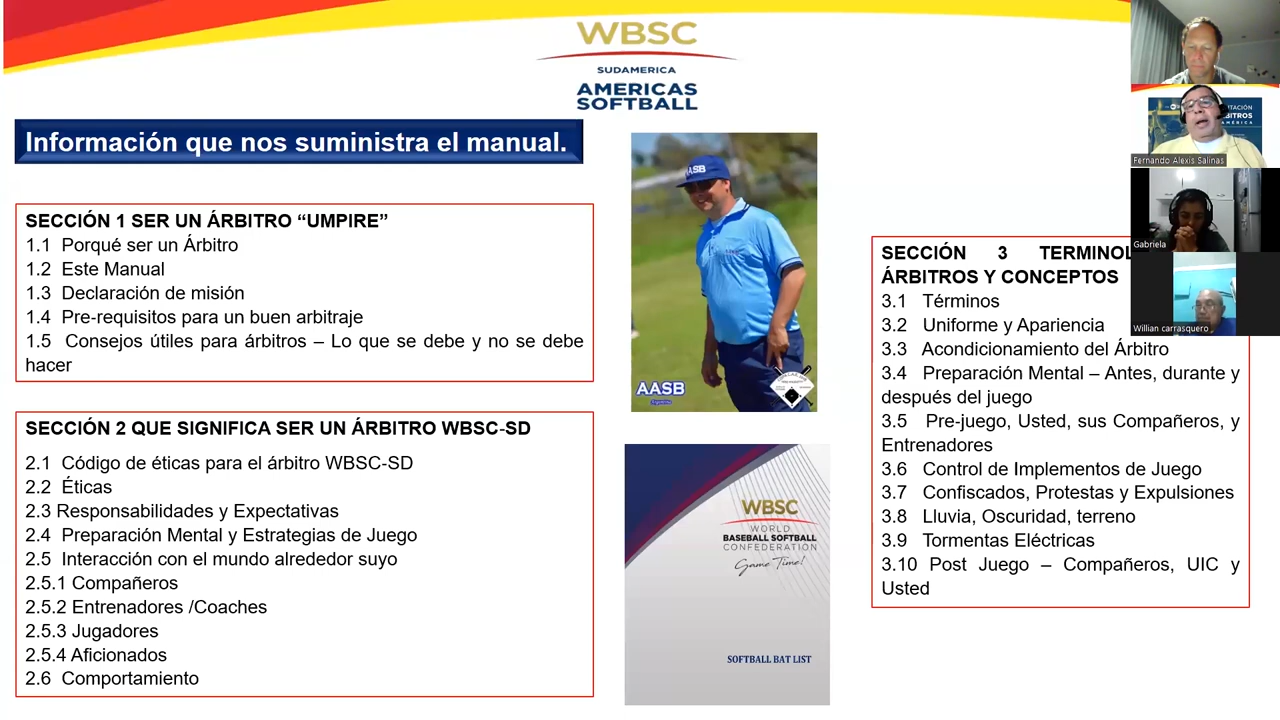 WBSC
SUDAMERICA
AMERICAS
SOFTBALL
Información que nos suministra el manual.
SECCIÓN 1 SER UN ÁRBITRO “UMPIRE”
1.1 Porqué ser un Árbitro
1.2 Este Manual
1.3 Declaración de misión
1.4 Pre-requisitos para un buen arbitraje
1.5 Consejos útiles para árbitros – Lo que se debe y no se debe
hacer
SECCIÓN 2 QUE SIGNIFICA SER UN ÁRBITRO WBSC-SD
2.1 Código de éticas para el árbitro WBSC-SD
2.2 Éticas
2.3 Responsabilidades y Expectativas
2.4 Preparación Mental y Estrategias de Juego
2.5 Interacción con el mundo alrededor suyo
2.5.1 Compañeros
2.5.2 Entrenadores /Coaches
2.5.3 Jugadores
2.5.4 Aficionados
2.6 Comportamiento
ASB
AASB
WBSC
WORLD
BASEBALL SOFTBALL
CONFEDERATION
Game Time!
SOFTBALL BAT LIST
SECCIÓN 3 TERMINOL
ÁRBITROS Y CONCEPTOS
3.1 Términos
3.2 Uniforme y Apariencia
3.3 Acondicionamiento del Árbitro
3.4 Preparación Mental – Antes, durante y
después del juego
3.5 Pre-juego, Usted, sus Compañeros, y
Entrenadores
3.6 Control de Implementos de Juego
3.7 Confiscados, Protestas y Expulsiones
3.8 Lluvia, Oscuridad, terreno
3.9 Tormentas Eléctricas
3.10 Post Juego – Compañeros, UIC y
Usted
Fernando Alexis Salinas
Gabriela
Willian carrasquero